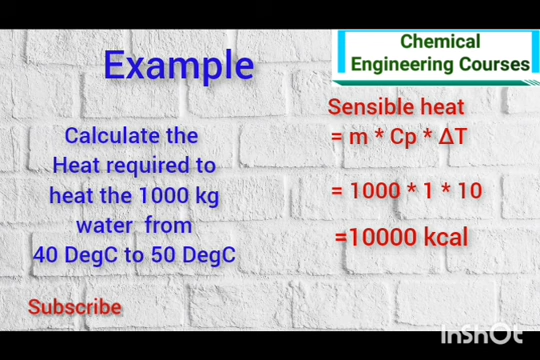 Example
Chemical
Engineering Courses
Calculate the
Heat required to
heat the 1000 kg
water from
40 DegC to 50 DegC
Sensible heat
= m * Cp * ΔT
= 1000 * 1 * 10
=10000 kcal
Subscribe
InShOt